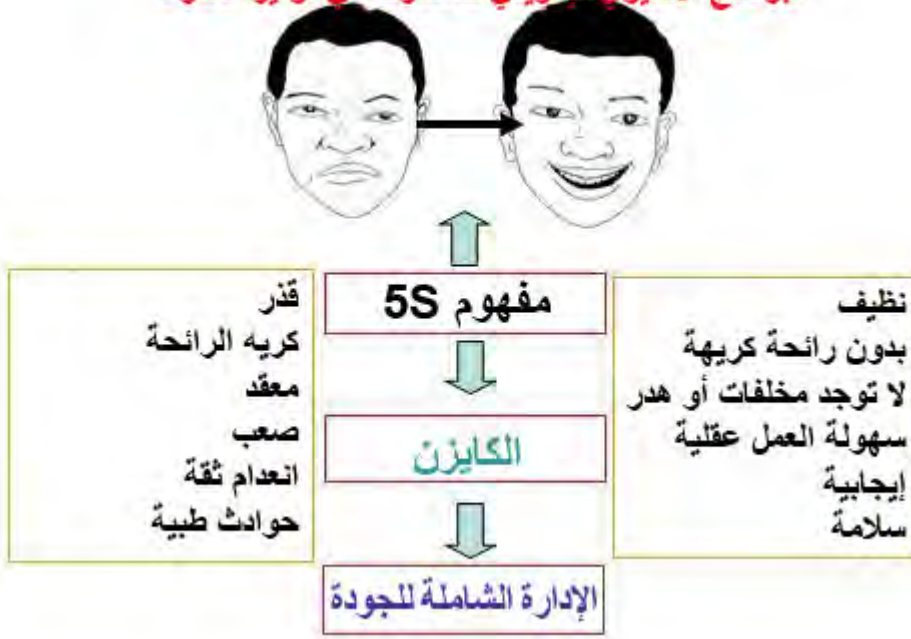 مفهوم 5S
الكايزن
الإدارة الشاملة للجودة
نظيف
بدون رائحة كريهة
لا توجد مخلفات أو هدر
سهولة العمل عقلية
إيجابية
سلامة
قذر
كريه الرائحة
معقد
صعب
انعدام ثقة
حوادث طبية